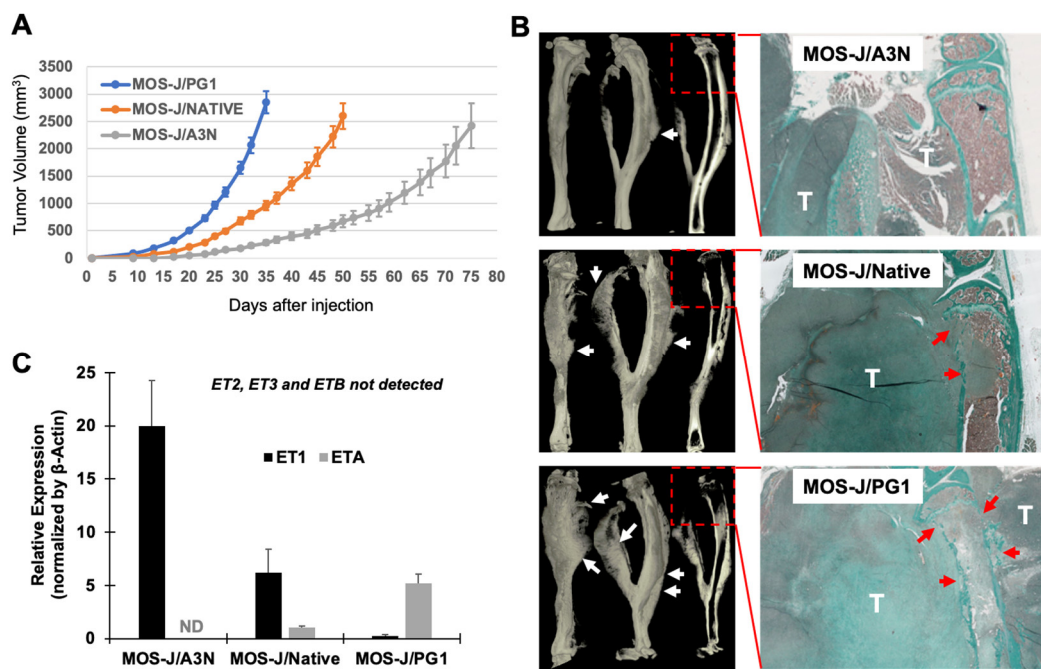 A
Tumor Volume (mm3)
3500
3000
2500
2000
1500
1000
500
0
MOS-J/PG1
MOS-J/NATIVE
MOS-J/A3N
0 5 10 15 20 25 30 35 40 45 50 55 60 65 70 75 80
Days after injection
B
MOS-J/A3N
T
T
MOS-J/Native
T
MOS-J/PG1
T
T
C
Relative Expression
(normalized by β-Actin)
25
20
15
10
5
0
ET2, ET3 and ETB not detected
ET1 ETA
ND
MOS-J/A3N MOS-J/Native MOS-J/PG1